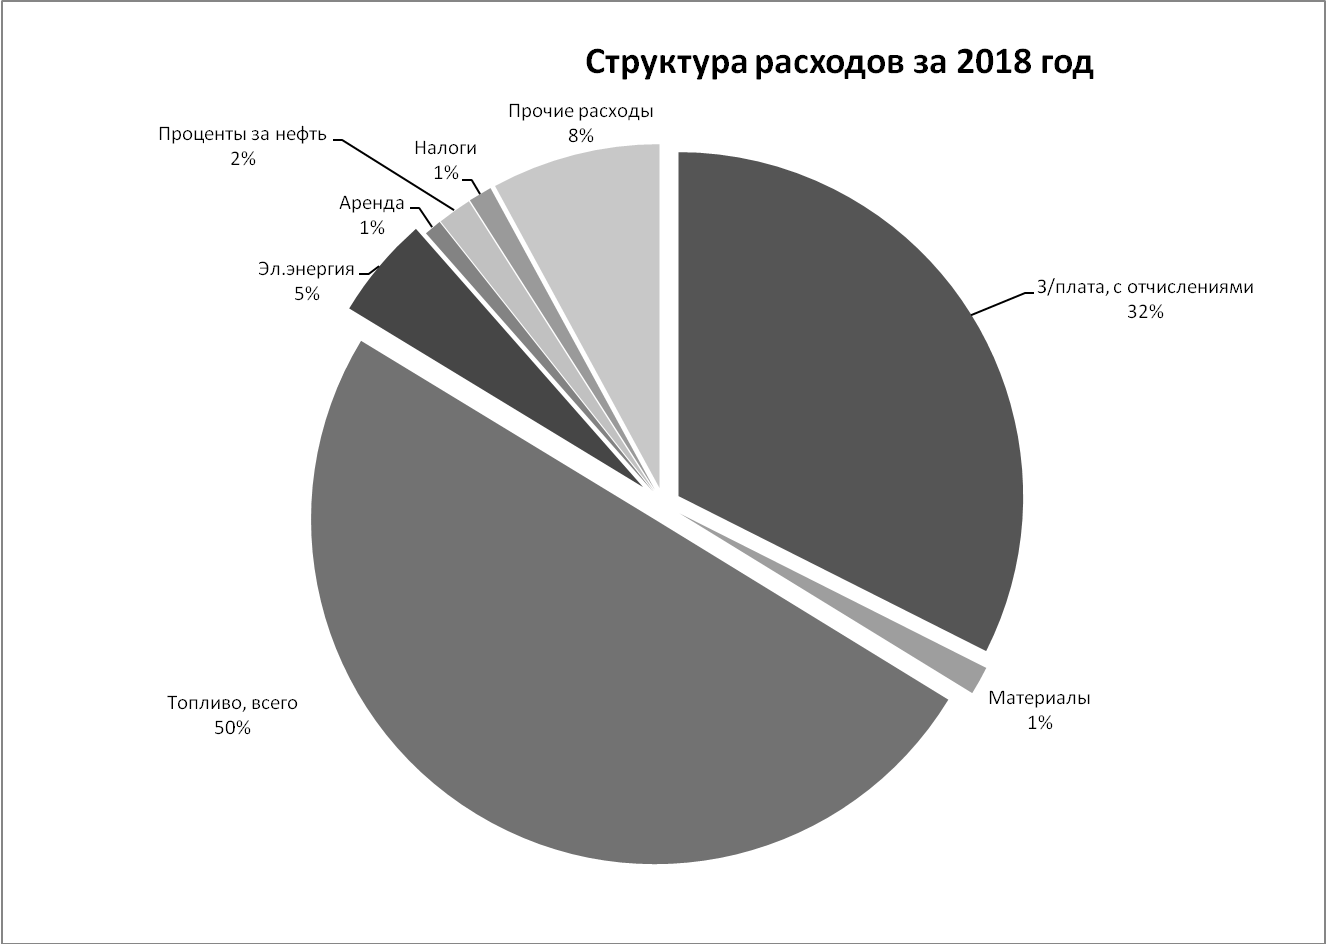 Структура расходов за 2018 год
Прочие расходы
8%
Проценты за нефть
2%
Налоги
1%
Аренда
1%
Эл.энергия
5%
З/плата, с отчислениями
32%
Материалы
1%
Топливо, всего
50%